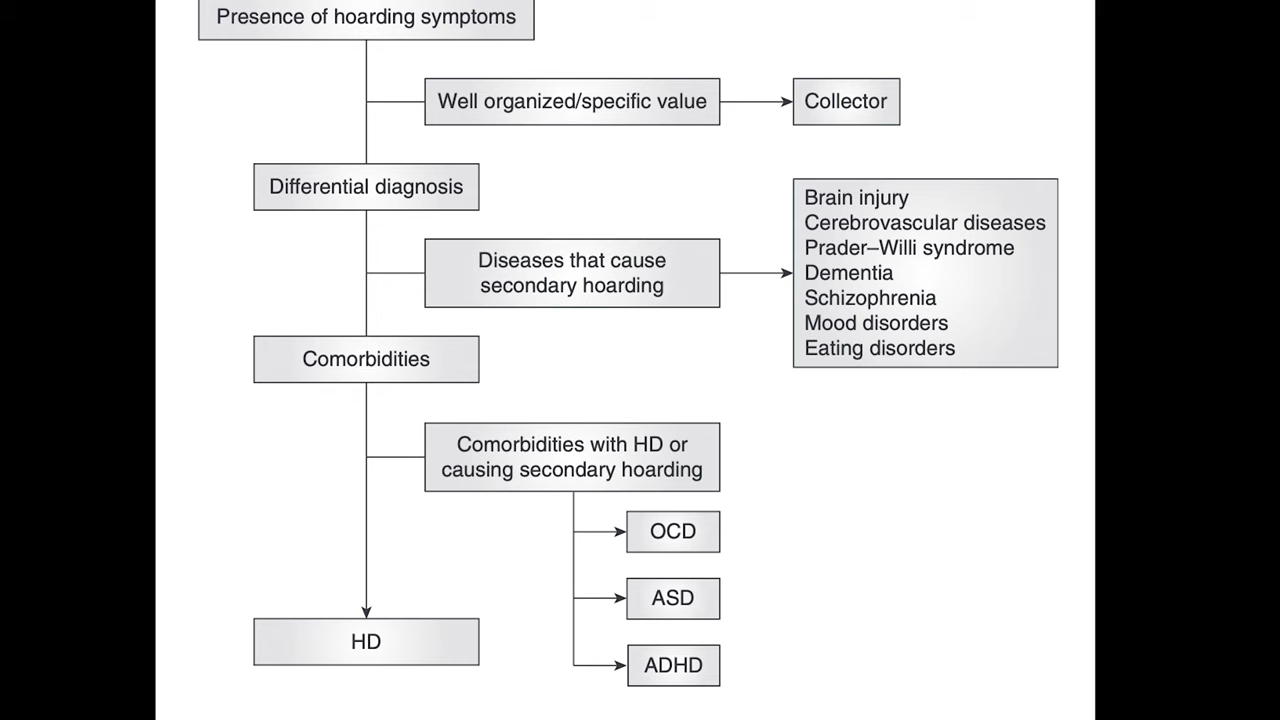 Presence of hoarding symptoms
Well organized/specific value
Collector
Differential diagnosis
Diseases that cause
secondary hoarding
Brain injury
Cerebrovascular diseases
Prader–Willi syndrome
Dementia
Schizophrenia
Mood disorders
Eating disorders
Comorbidities
Comorbidities with HD or
causing secondary hoarding
OCD
ASD
ADHD
HD